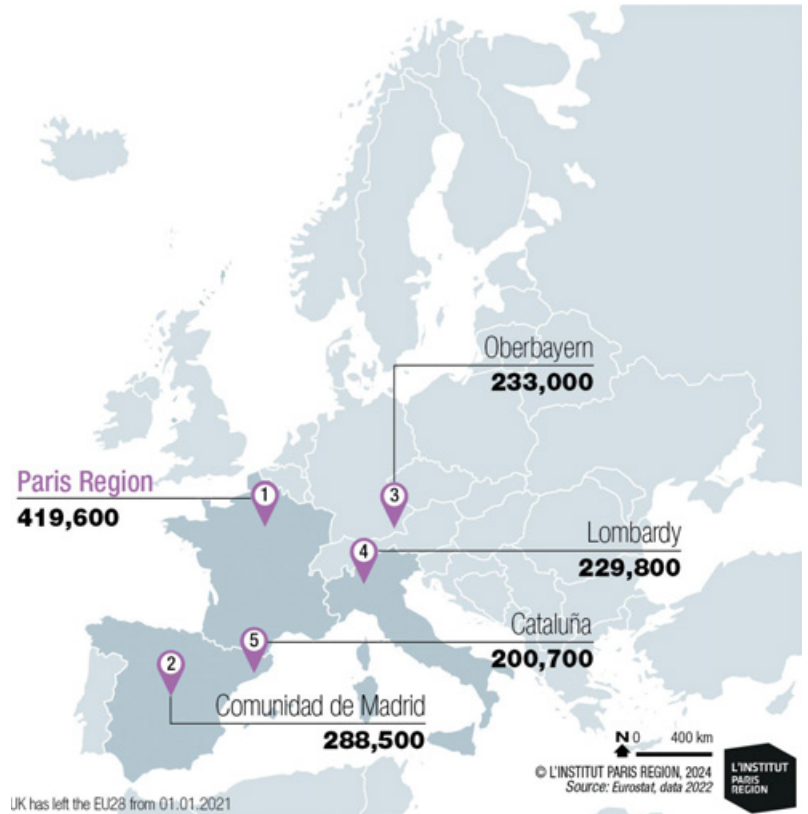 Oberbayern
233,000
Paris Region
419,600
1
3
4
Lombardy
229,800
5
Cataluña
200,700
2
Comunidad de Madrid
288,500
N 0 400 km
© L'INSTITUT PARIS REGION, 2024
Source: Eurostat, data 2022
L'INSTITUT
PARIS
REGION
UK has left the EU28 from 01.01.2021